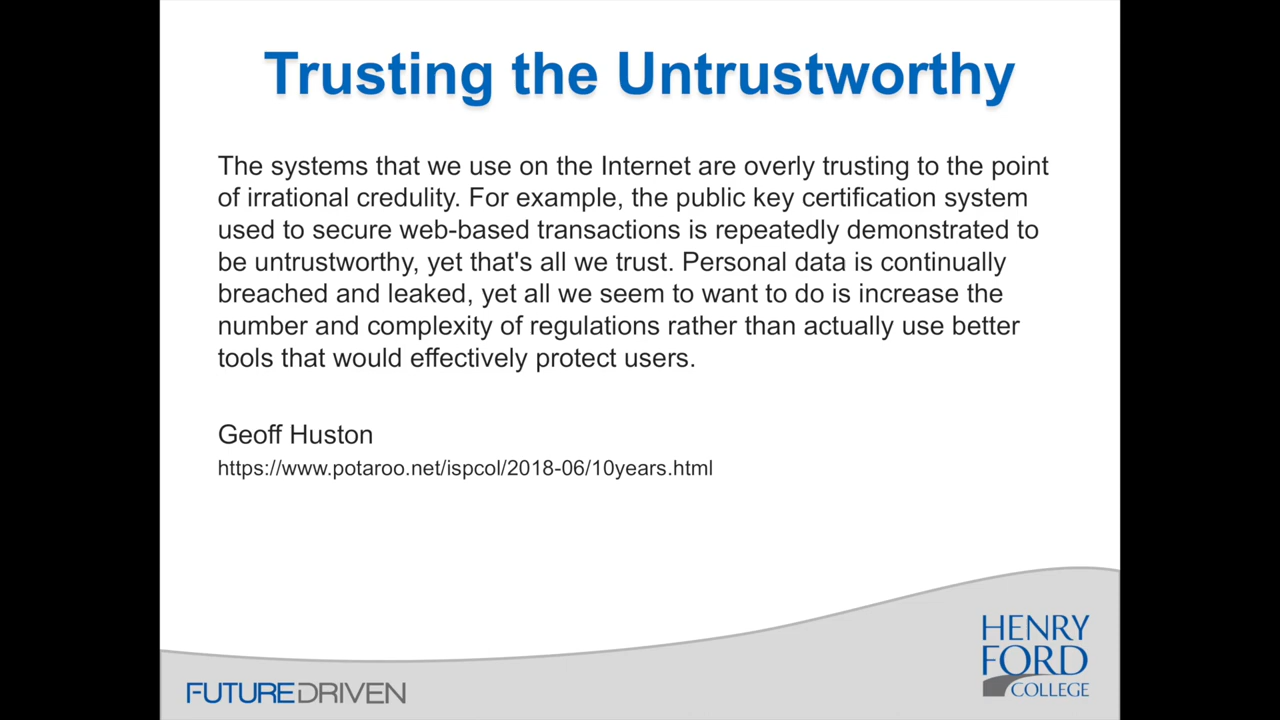 Trusting the Untrustworthy
The systems that we use on the Internet are overly trusting to the point
of irrational credulity. For example, the public key certification system
used to secure web-based transactions is repeatedly demonstrated to
be untrustworthy, yet that's all we trust. Personal data is continually
breached and leaked, yet all we seem to want to do is increase the
number and complexity of regulations rather than actually use better
tools that would effectively protect users.
Geoff Huston
https://www.potaroo.net/ispcol/2018-06/10years.html
FUTUREDRIVEN
HENRY
FORD
COLLEGE